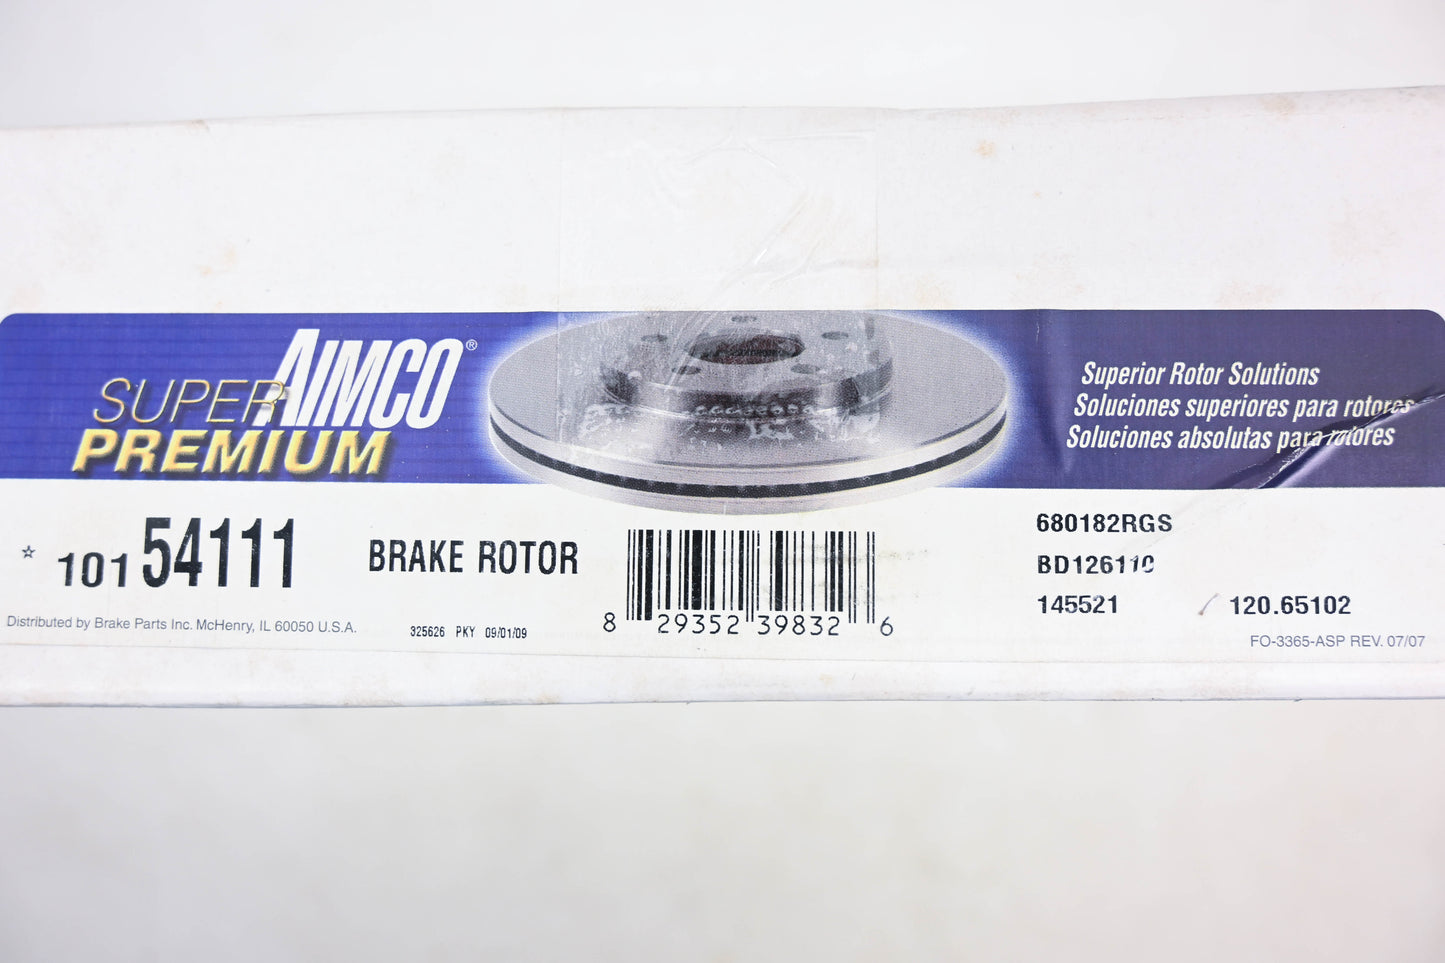 AIMCO®
SUPER
PREMIUM
Superior Rotor Solutions
Soluciones superiores para rotores
Soluciones absolutas para rotores
* 101 54111
BRAKE ROTOR
680182RGS
BD126110
145521 120.65102
8 29352 39832 6
Distributed by Brake Parts Inc. McHenry, IL 60050 U.S.A.
325626 PKY 09/01/09
FO-3365-ASP REV. 07/07